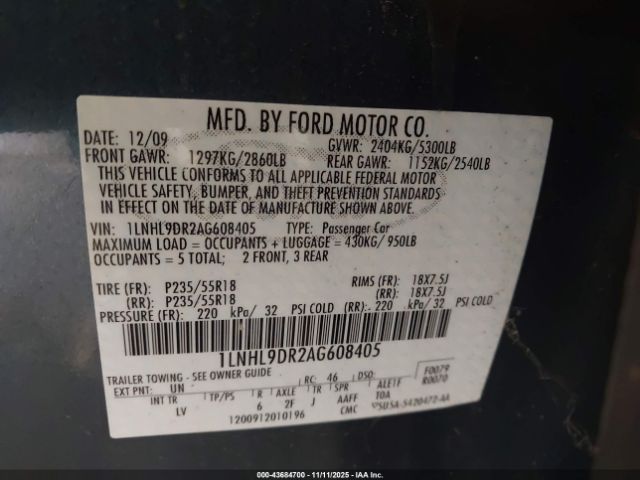 MFD. BY FORD MOTOR CO.
DATE: 12/09 GVWR: 2404KG/5300LB
FRONT GAWR: 1297KG/2860LB REAR GAWR: 1152KG/2540LB
THIS VEHICLE CONFORMS TO ALL APPLICABLE FEDERAL MOTOR
VEHICLE SAFETY, BUMPER, AND THEFT PREVENTION STANDARDS
IN EFFECT ON THE DATE OF MANUFACTURE SHOWN ABOVE.
VIN: 1LNHL9DR2AG608405 TYPE: Passenger Car
MAXIMUM LOAD = OCCUPANTS + LUGGAGE = 430KG/950LB
OCCUPANTS = 5 TOTAL; 2 FRONT, 3 REAR
TIRE (FR): P235/55R18 RIMS (FR): 18X7.5J
(RR): P235/55R18 (RR): 18X7.5J
PRESSURE (FR): 220 kPa/ 32 PSI COLD (RR): 220 kPa/ 32 PSI COLD
1LNHL9DR2AG608405
TRAILER TOWING - SEE OWNER GUIDE F0079
EXT PNT: UN RC: 46 DSO: R0070
INT TR TP/PS R AXLE TR SPR
LV 6 2F J AAFF
1200912010196 CMC
000-43684700 - 11/11/2025 - IAAI Inc. - Copyright